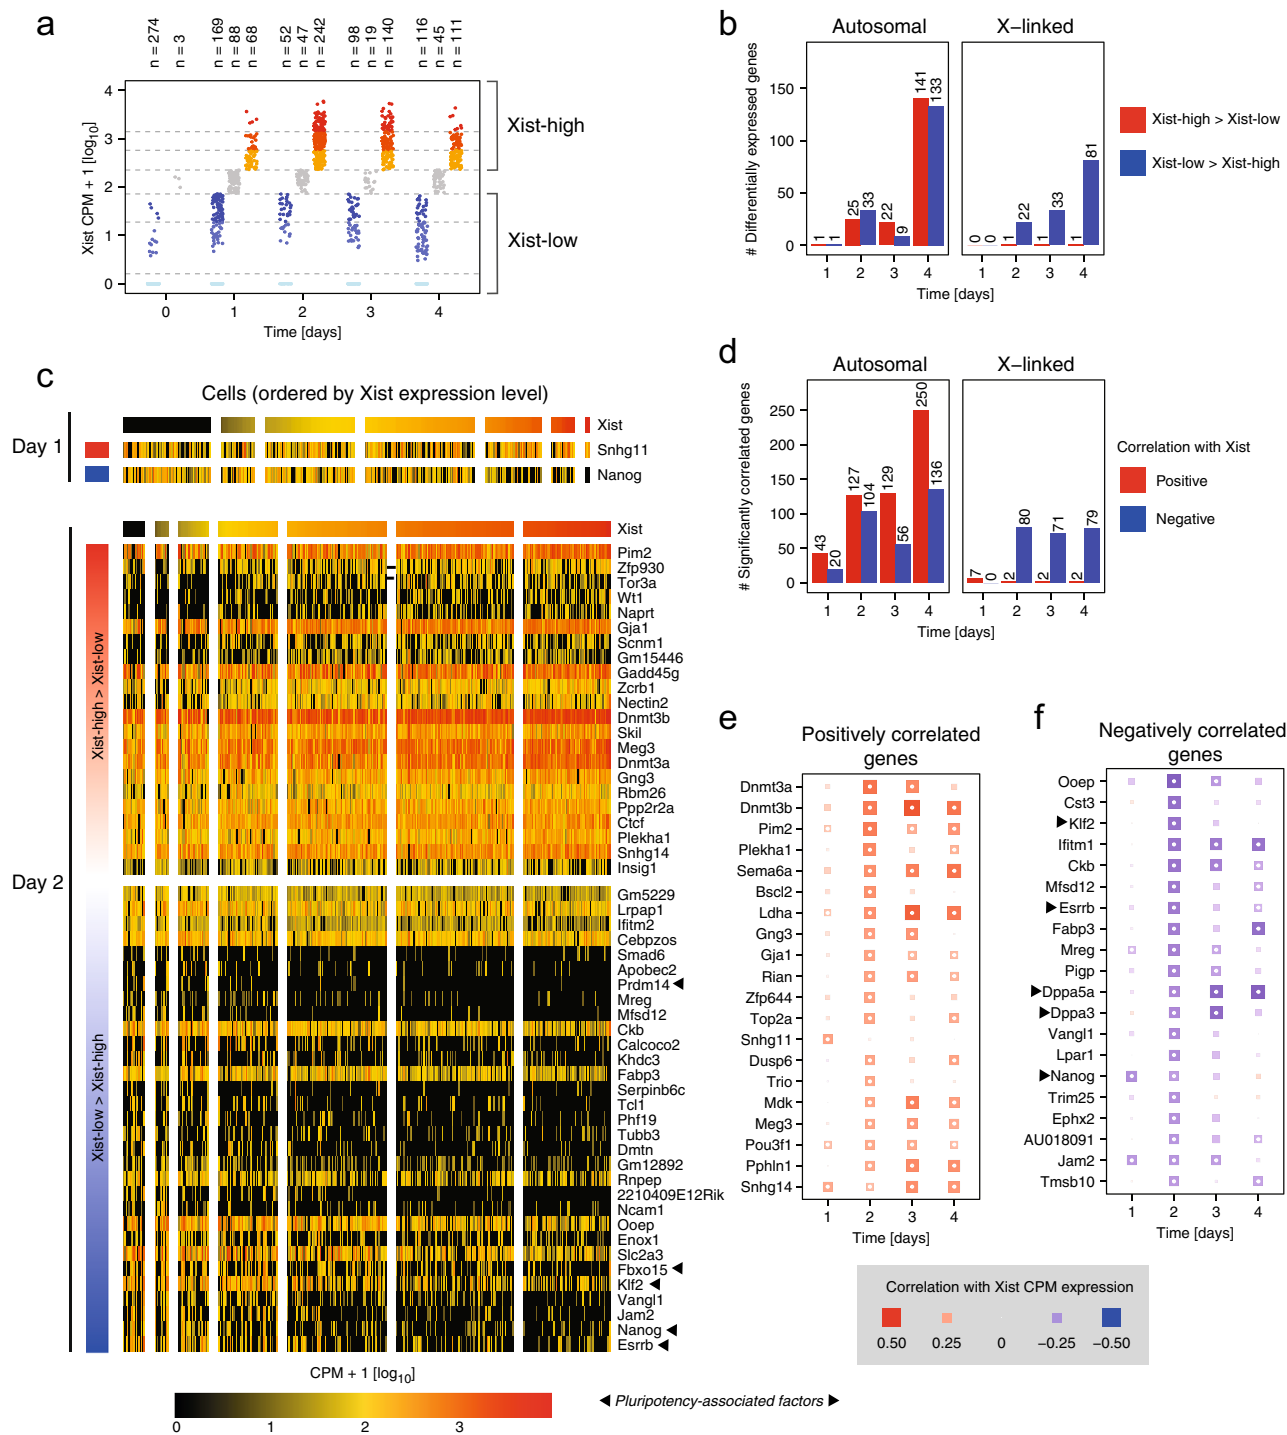 a
n = 274
n = 3
n = 169
n = 88
n = 68
n = 52
n = 47
n = 242
n = 98
n = 19
n = 140
n = 116
n = 45
n = 111
Xist CPM + 1 [log10]
4
3
2
1
0
0 1 2 3 4
Time [days]
Xist-high
Xist-low
b
Autosomal X-linked
# Differentially expressed genes
150
100
50
0
1 1 25 33 22 9 141 133
0 0 1 22 1 33 1 81
1 2 3 4 1 2 3 4
Time [days]
Xist-high > Xist-low
Xist-low > Xist-high
c
Cells (ordered by Xist expression level)
Day 1
Xist
Snhg11
Nanog
Day 2
Xist-high > Xist-low
Xist-low > Xist-high
Xist
Pim2
Zfp930
Tor3a
Wt1
Naprt
Gja1
Scnm1
Gm15446
Gadd45g
Zcrb1
Nectin2
Dnmt3b
Skil
Meg3
Dnmt3a
Gng3
Rbm26
Ppp2r2a
Ctcf
Plekha1
Snhg14
Insig1
Gm5229
Lrpap1
Ifitm2
Cebpzos
Smad6
Apobec2
Prdm14 ◀
Mreg
Mfsd12
Ckb
Calcoco2
Khdc3
Fabp3
Serpinb6c
Tcl1
Phf19
Tubb3
Dmtn
Gm12892
Rnpep
2210409E12Rik
Ncam1
Ooep
Enox1
Slc2a3
Fbxo15 ◀
Klf2 ◀
Vangl1
Jam2
Nanog ◀
Esrrb ◀
CPM + 1 [log10]
0 1 2 3
◀ Pluripotency-associated factors ▶
d
Autosomal X-linked
# Significantly correlated genes
250
200
150
100
50
0
43 20 127 104 129 56 250 136
7 0 2 80 2 71 2 79
1 2 3 4 1 2 3 4
Time [days]
Correlation with Xist
Positive
Negative
e
Positively correlated
genes
Dnmt3a
Dnmt3b
Pim2
Plekha1
Sema6a
Bscl2
Ldha
Gng3
Gja1
Rian
Zfp644
Top2a
Snhg11
Dusp6
Trio
Mdk
Meg3
Pou3f1
Pphln1
Snhg14
1 2 3 4
Time [days]
f
Negatively correlated
genes
Ooep
Cst3
▶Klf2
Ifitm1
Ckb
Mfsd12
▶Esrrb
Fabp3
Mreg
Pigp
▶Dppa5a
▶Dppa3
Vangl1
Lpar1
▶Nanog
Trim25
Ephx2
AU018091
Jam2
Tmsb10
1 2 3 4
Time [days]
Correlation with Xist CPM expression
0.50 0.25 0 −0.25 −0.50